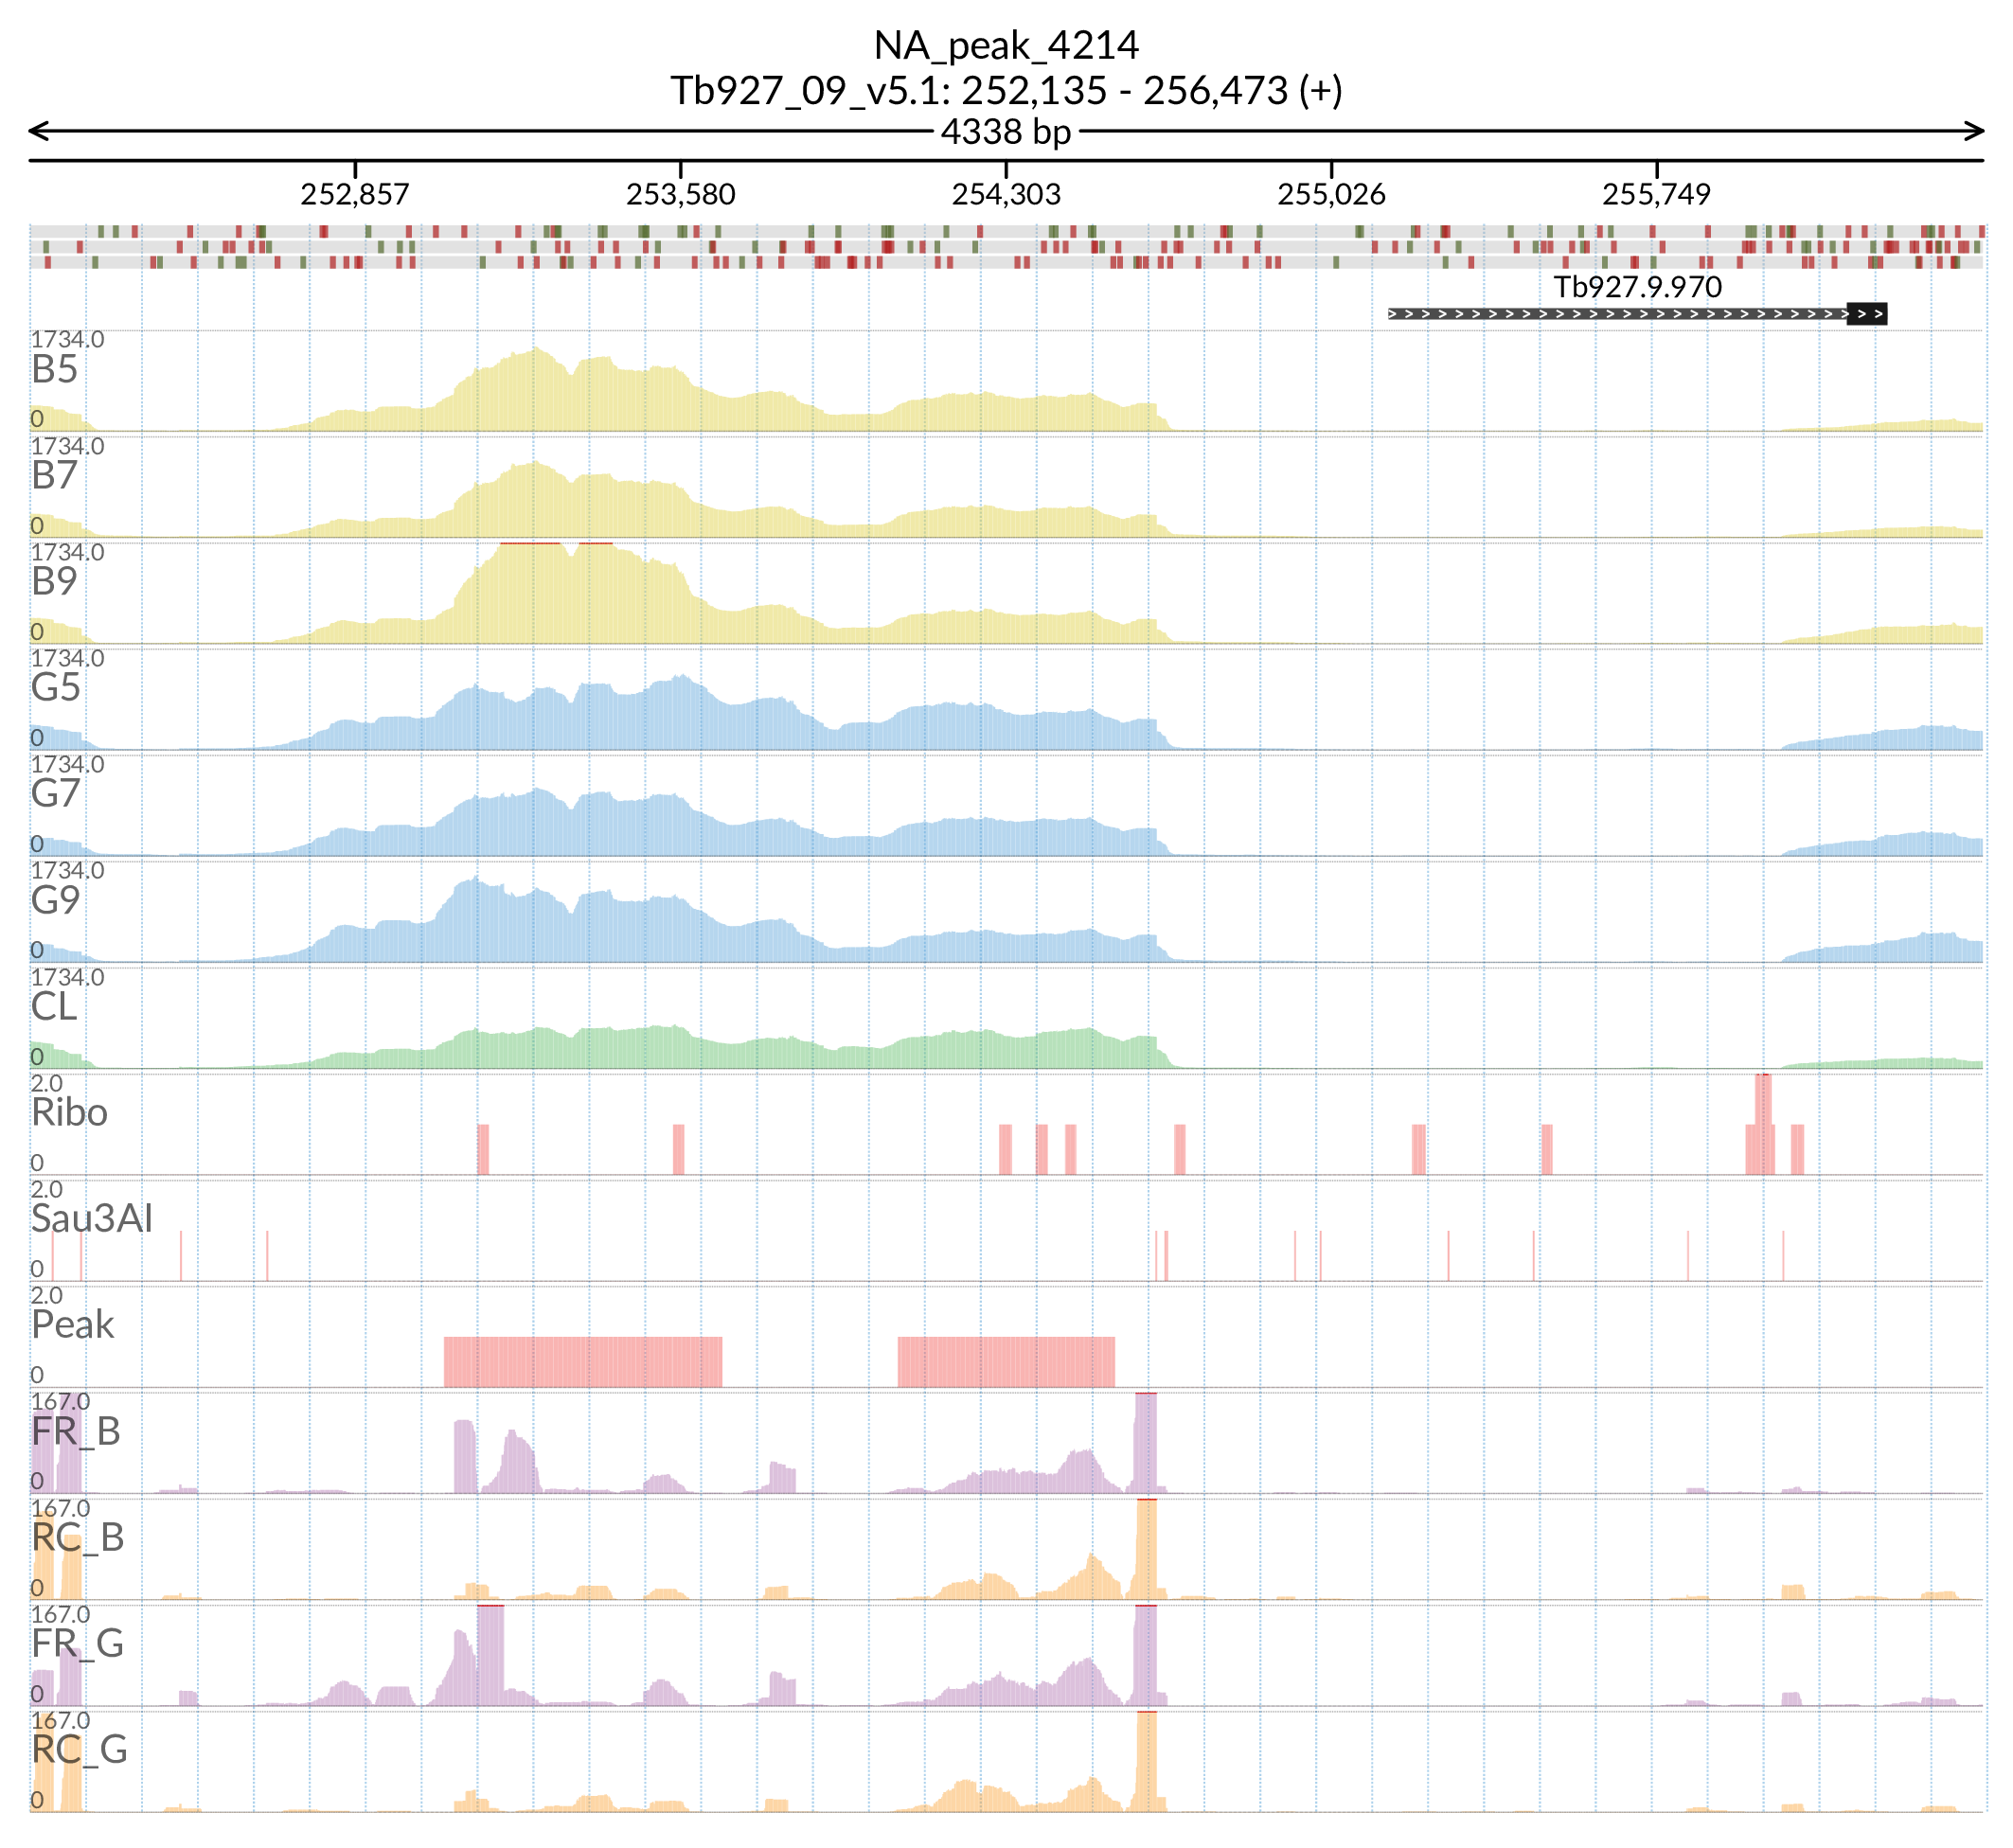 NA_peak_4214
Tb927_09_v5.1: 252,135 - 256,473 (+)
4338 bp
252,857 253,580 254,303 255,026 255,749
Tb927.9.970
1734.0
B5
0
1734.0
B7
0
1734.0
B9
0
1734.0
G5
0
1734.0
G7
0
1734.0
G9
0
1734.0
CL
0
2.0
Ribo
0
2.0
Sau3AI
0
2.0
Peak
0
167.0
FR_B
0
167.0
RC_B
0
167.0
FR_G
0
167.0
RC_G
0